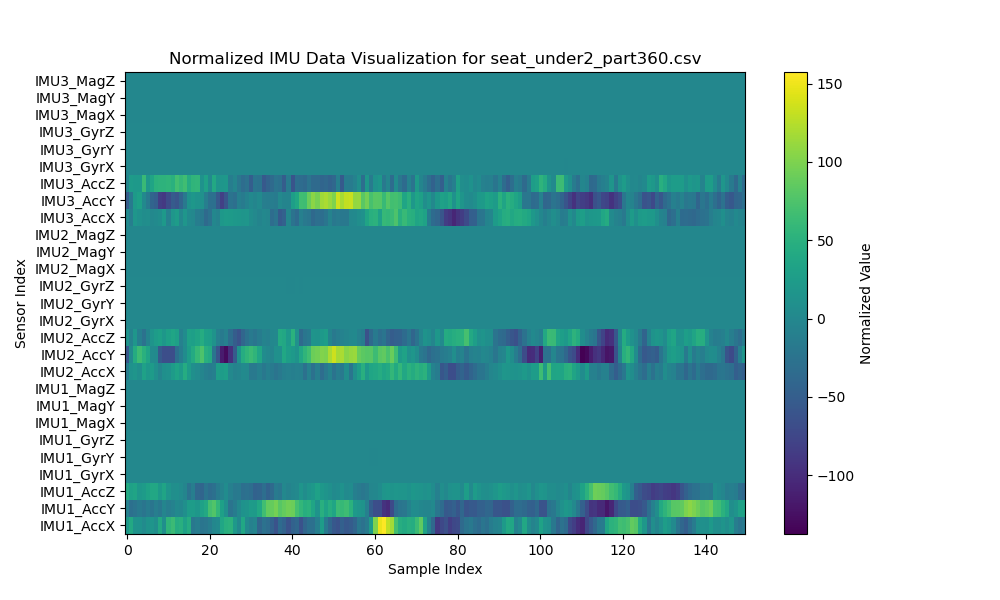 Normalized IMU Data Visualization for seat_under2_part360.csv
Sensor Index
IMU3_MagZ
IMU3_MagY
IMU3_MagX
IMU3_GyrZ
IMU3_GyrY
IMU3_GyrX
IMU3_AccZ
IMU3_AccY
IMU3_AccX
IMU2_MagZ
IMU2_MagY
IMU2_MagX
IMU2_GyrZ
IMU2_GyrY
IMU2_GyrX
IMU2_AccZ
IMU2_AccY
IMU2_AccX
IMU1_MagZ
IMU1_MagY
IMU1_MagX
IMU1_GyrZ
IMU1_GyrY
IMU1_GyrX
IMU1_AccZ
IMU1_AccY
IMU1_AccX
0 20 40 60 80 100 120 140
Sample Index
150
100
50
0
−50
−100
Normalized Value